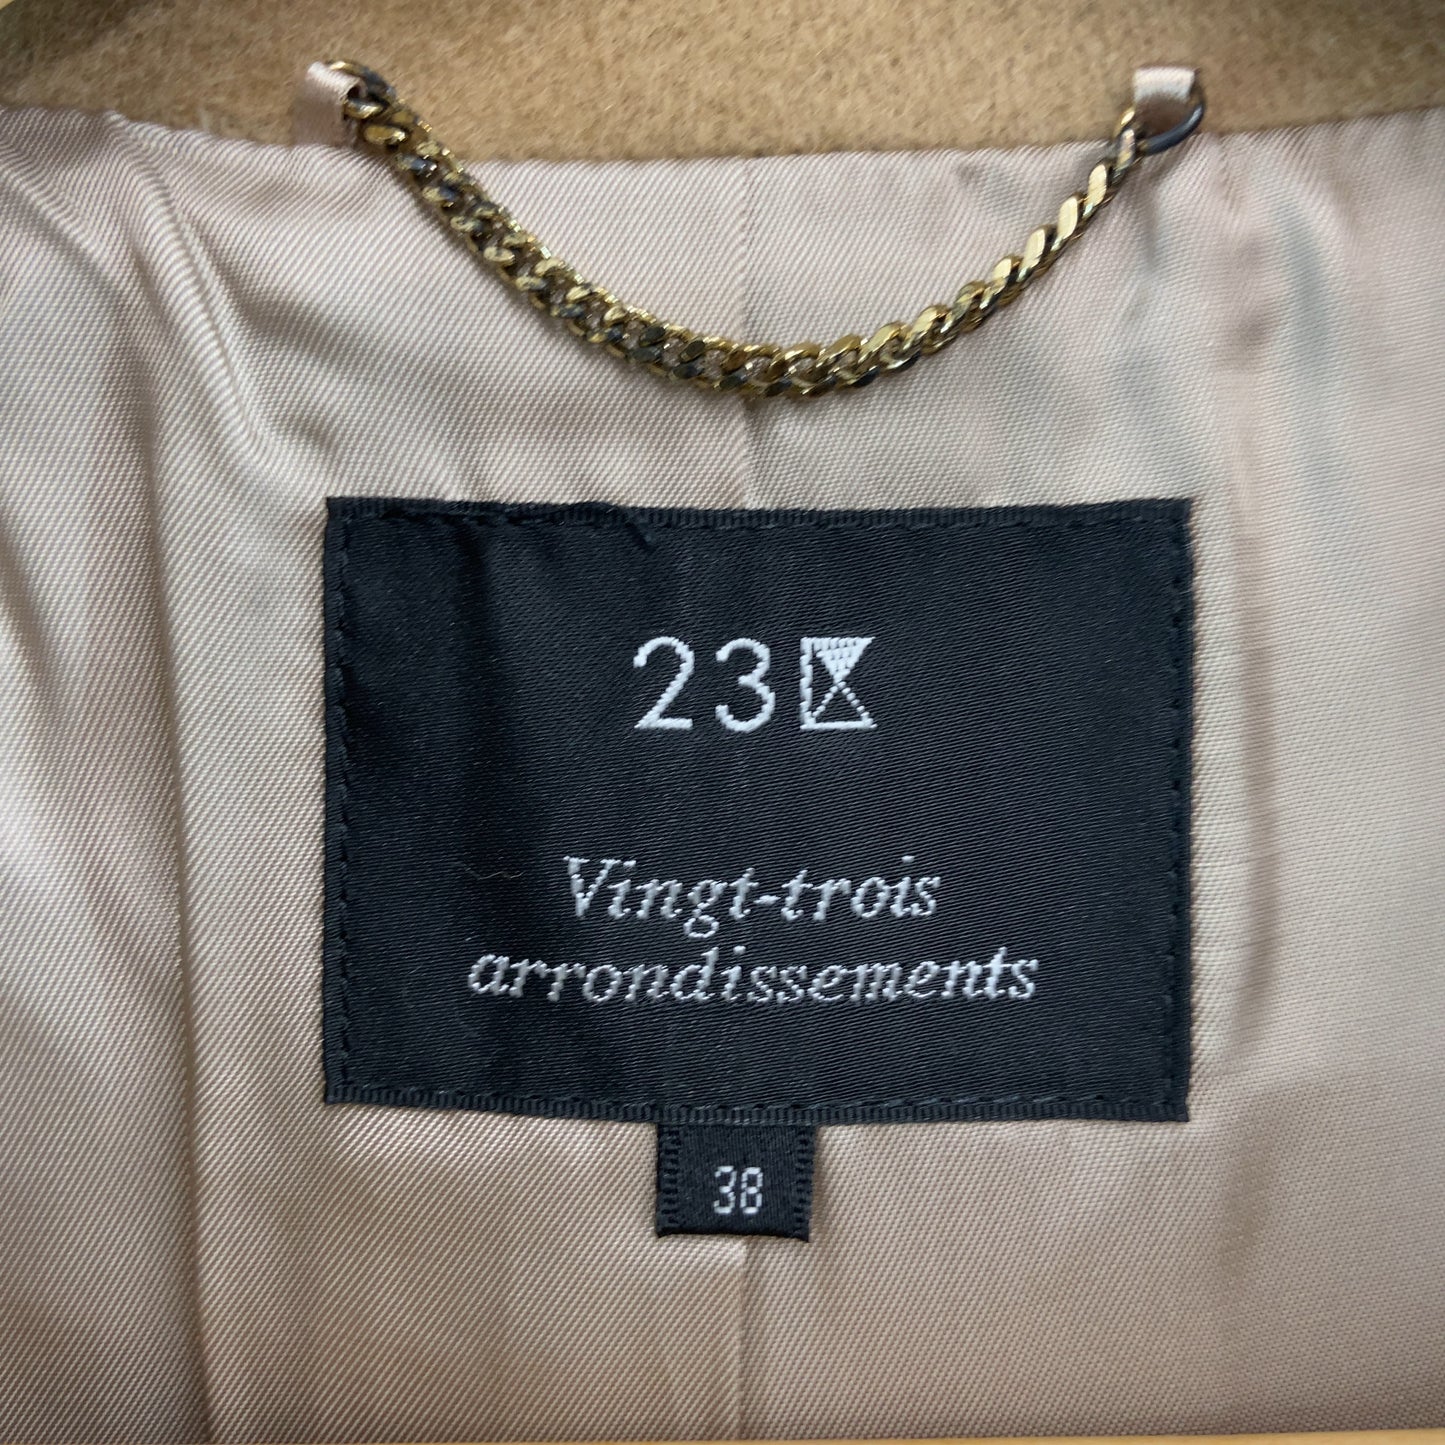 23区
Vingt-trois
arrondissements
38